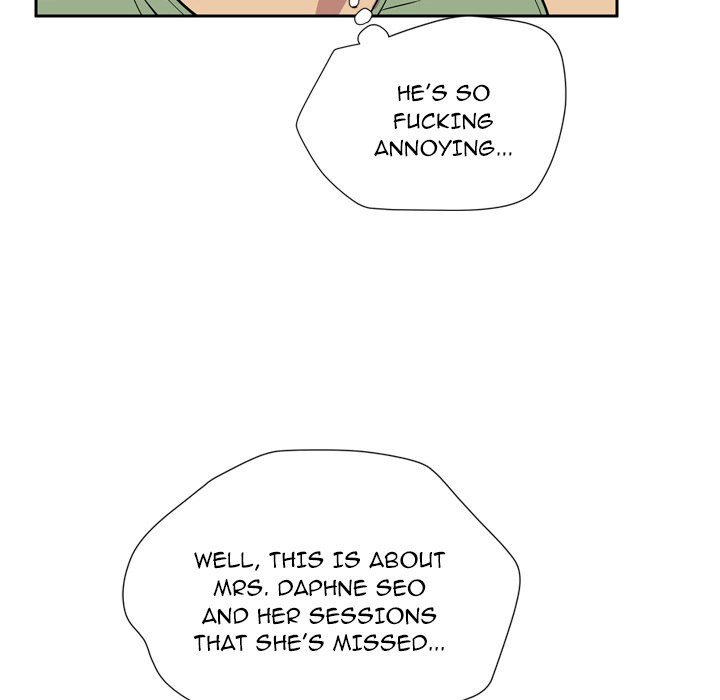 HE'S SO
FUCKING
ANNOYING...
WELL, THIS IS ABOUT
MRS. DAPHNE SEO
AND HER SESSIONS
THAT SHE'S MISSED...